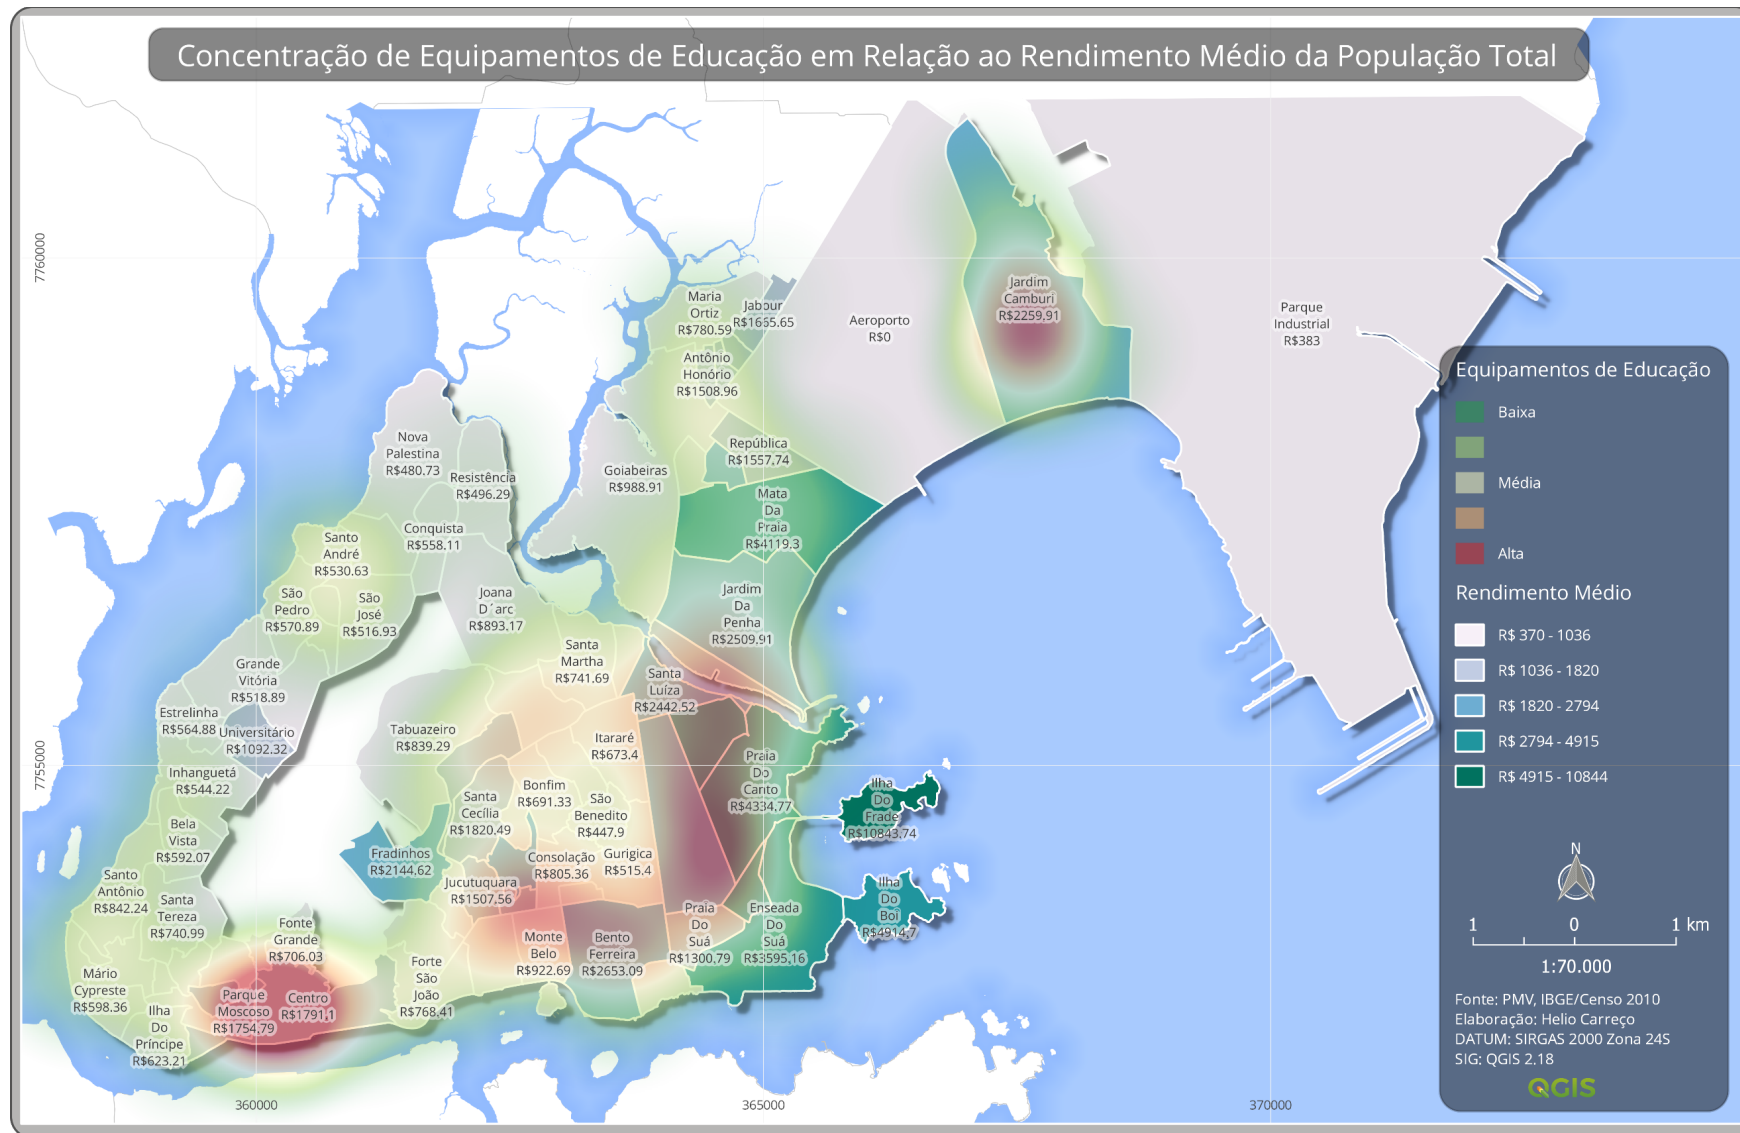 Concentração de Equipamentos de Educação em Relação ao Rendimento Médio da População Total
7760000
7755000
360000
365000
370000
Maria
Ortiz
R$780.59
Jabour
R$1665.65
Antônio
Honório
R$1508.96
Aeroporto
R$0
Jardim
Camburi
R$2259,91
Parque
Industrial
R$383
Nova
Palestina
R$480.73
Resistência
R$496.29
Goiabeiras
R$988.91
República
R$1557,74
Conquista
R$558.11
Mata
Da
Praia
R$4119.3
Santo
André
R$530.63
São
Pedro
R$570.89
São
José
R$516.93
Joana
D´arc
R$893.17
Jardim
Da
Penha
R$2509.91
Santa
Martha
R$741.69
Santa
Luíza
R$2442.52
Grande
Vitória
R$518.89
Estrelinha
R$564.88
Universitário
R$1092.32
Tabuazeiro
R$839.29
Itararé
R$673.4
Inhanguetá
R$544.22
Praia
Do
Canto
R$4334,77
Bonfim
R$691.33
Santa
Cecília
R$1820.49
São
Benedito
R$447.9
Ilha
Do
Frade
R$10843.74
Bela
Vista
R$592.07
Fradinhos
R$2144.62
Consolação
R$805.36
Gurigica
R$515.4
Jucutuquara
R$1507,56
Santo
Antônio
R$842.24
Santa
Tereza
R$740.99
Fonte
Grande
R$706.03
Praia
Do
Suá
R$1300,79
Enseada
Do
Suá
R$3595,16
Ilha
Do
Boi
R$4914,7
Monte
Belo
R$922.69
Bento
Ferreira
R$2653.09
Forte
São
João
R$768.41
Mário
Cypreste
R$598.36
Parque
Moscoso
R$1754,79
Centro
R$1791,1
Ilha
Do
Príncipe
R$623.21
Equipamentos de Educação
Baixa
Média
Alta
Rendimento Médio
R$ 370 - 1036
R$ 1036 - 1820
R$ 1820 - 2794
R$ 2794 - 4915
R$ 4915 - 10844
N
1 0 1 km
1:70.000
Fonte: PMV, IBGE/Censo 2010
Elaboração: Helio Carreço
DATUM: SIRGAS 2000 Zona 24S
SIG: QGIS 2.18
QGIS